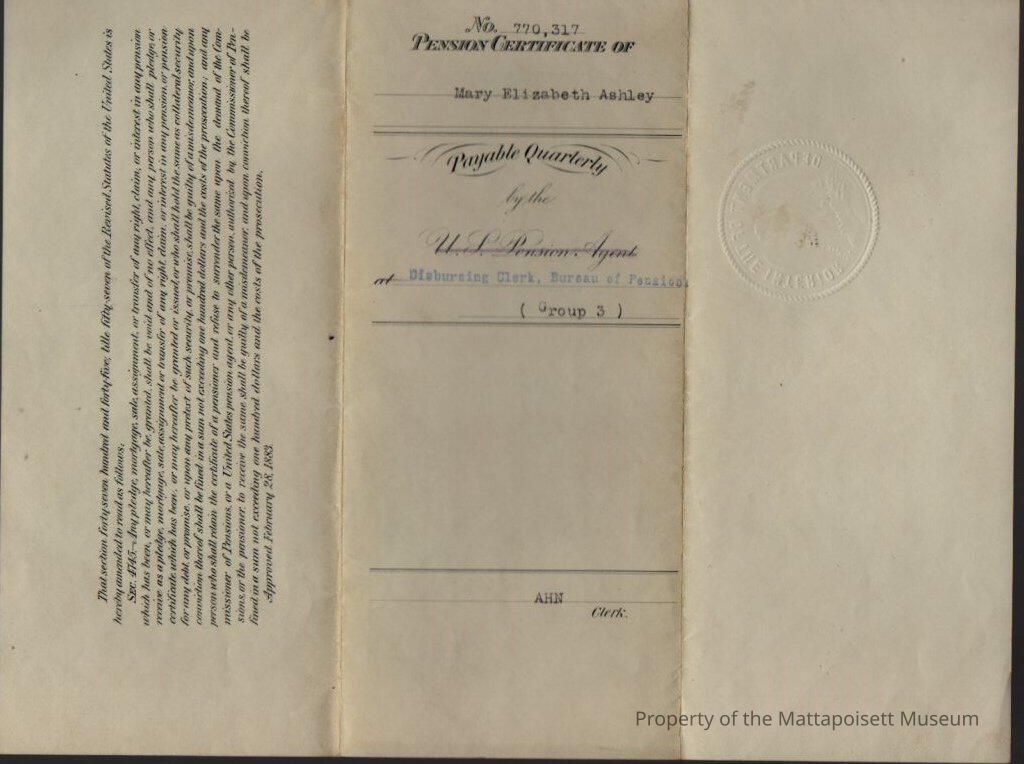 That section forty-seven hundred and forty-five, title fifty-seven of the Revised Statutes of the United States is
hereby amended to read as follows:
SEC. 4745.—Any pledge, mortgage, sale, assignment, or transfer of any right, claim, or interest in any pension
which has been, or may hereafter be, granted, shall be void and of no effect, and any person who shall pledge, or
receive as a pledge, mortgage, sale, assignment or transfer of any right, claim, or interest in any pension, or pension
certificate which has been, or may hereafter be granted or issued, or who shall hold the same as collateral security
for any debt, or promise, or upon any pretext of such security, or promise, shall be guilty of a misdemeanor, and upon
conviction thereof shall be fined in a sum not exceeding one hundred dollars and the costs of the prosecution; and any
person who shall retain the certificate of a pensioner and refuse to surrender the same upon the demand of the Com-
missioner of Pensions, or a United States pension agent, or any other person, authorized by the Commissioner of Pen-
sions, or the pensioner, to receive the same shall be guilty of a misdemeanor, and upon conviction thereof shall be
fined in a sum not exceeding one hundred dollars and the costs of the prosecution.
Approved February 28, 1883.
No. 770,317
PENSION CERTIFICATE OF
Mary Elizabeth Ashley
Payable Quarterly
by the
U. S. Pension Agent
at Disbursing Clerk, Bureau of Pensions
( Group 3 )
AHN
Clerk.
DEPARTMENT OF THE INTERIOR
Property of the Mattapoisett Museum